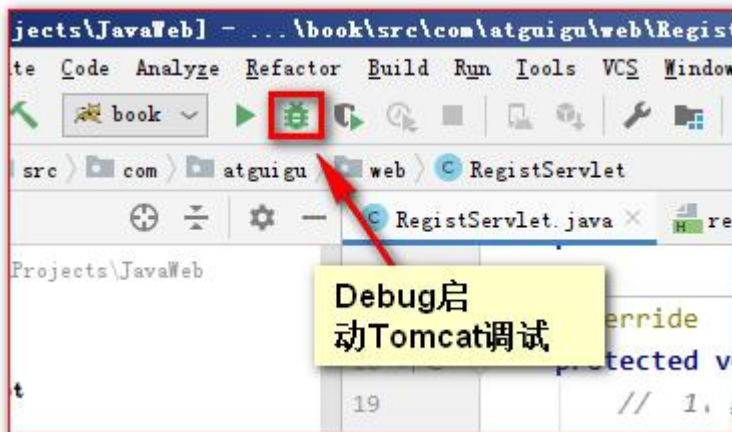 jects\JavaWeb] - ...\book\src\com\atguigu\web\Regist
te Code Analyze Refactor Build Run Tools VCS Window
book
src com atguigu web RegistServlet
RegistServlet.java re
Projects\JavaWeb
Debug启
动Tomcat调试
erride
protected v
t
19 // 1.